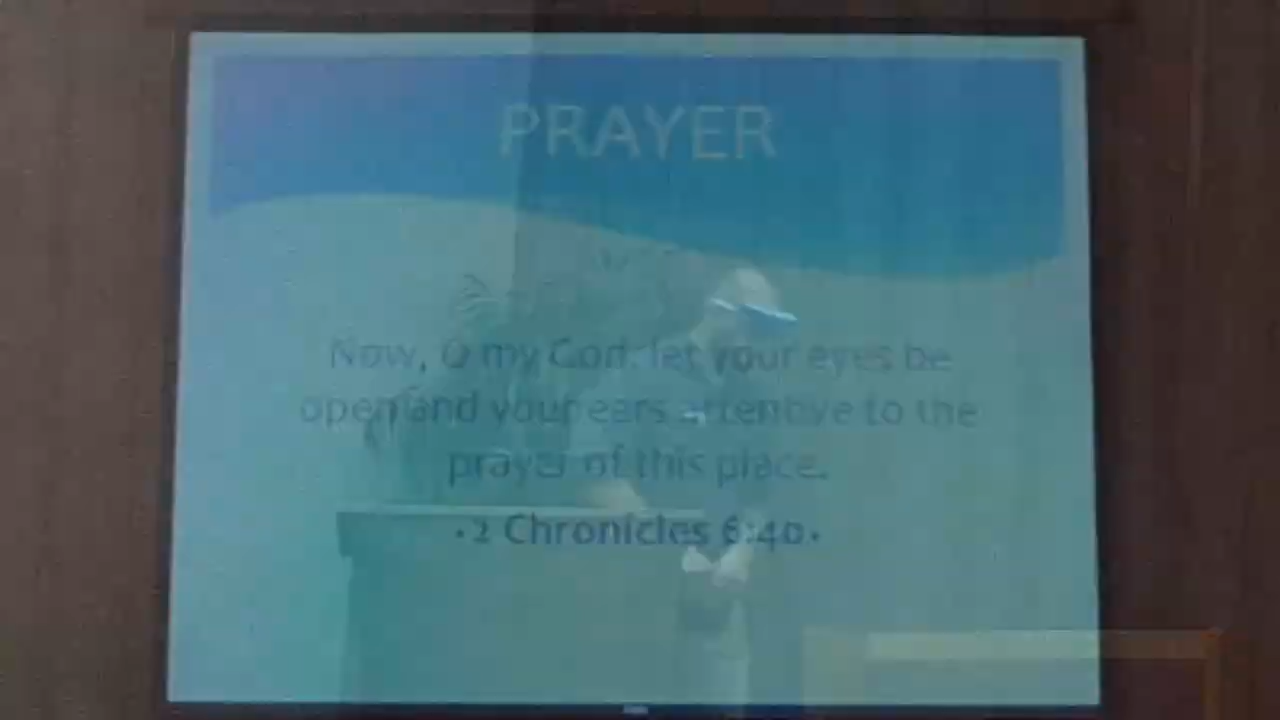 PRAYER
Now, O my God, let your eyes be
open and your ears attentive to the
prayer of this place.
·2 Chronicles 6:40·